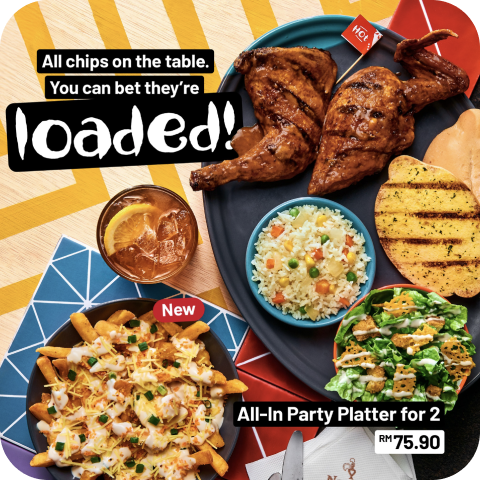 Hot
All chips on the table.
You can bet they're
loaded!
New
All-In Party Platter for 2
RM75.90